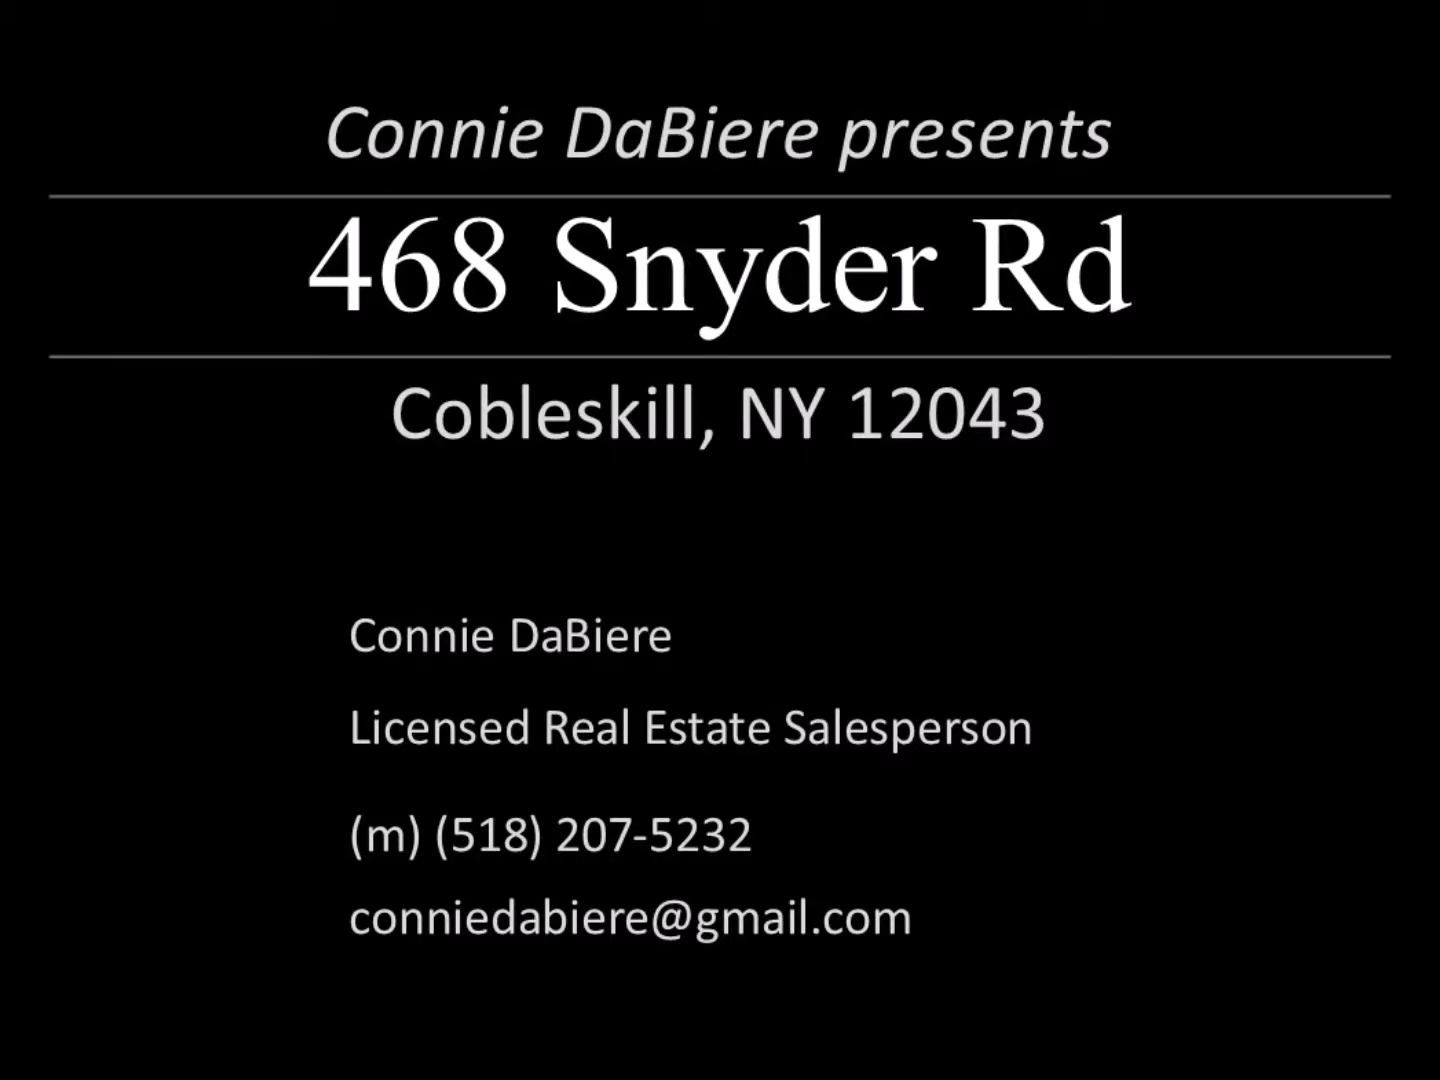 Connie DaBiere presents
468 Snyder Rd
Cobleskill, NY 12043
Connie DaBiere
Licensed Real Estate Salesperson
(m) (518) 207-5232
conniedabiere@gmail.com